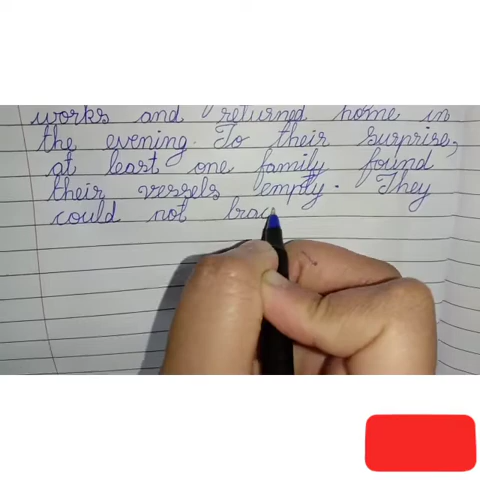 works and returned home in
the evening. To their surprise,
at least one family found
their vessels empty. They
could not brac